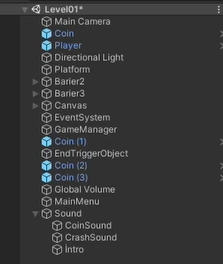 Level01*
Main Camera
Coin
Player
Directional Light
Platform
Barier2
Barier3
Canvas
EventSystem
GameManager
Coin (1)
EndTriggerObject
Coin (2)
Coin (3)
Global Volume
MainMenu
Sound
CoinSound
CrashSound
İntro